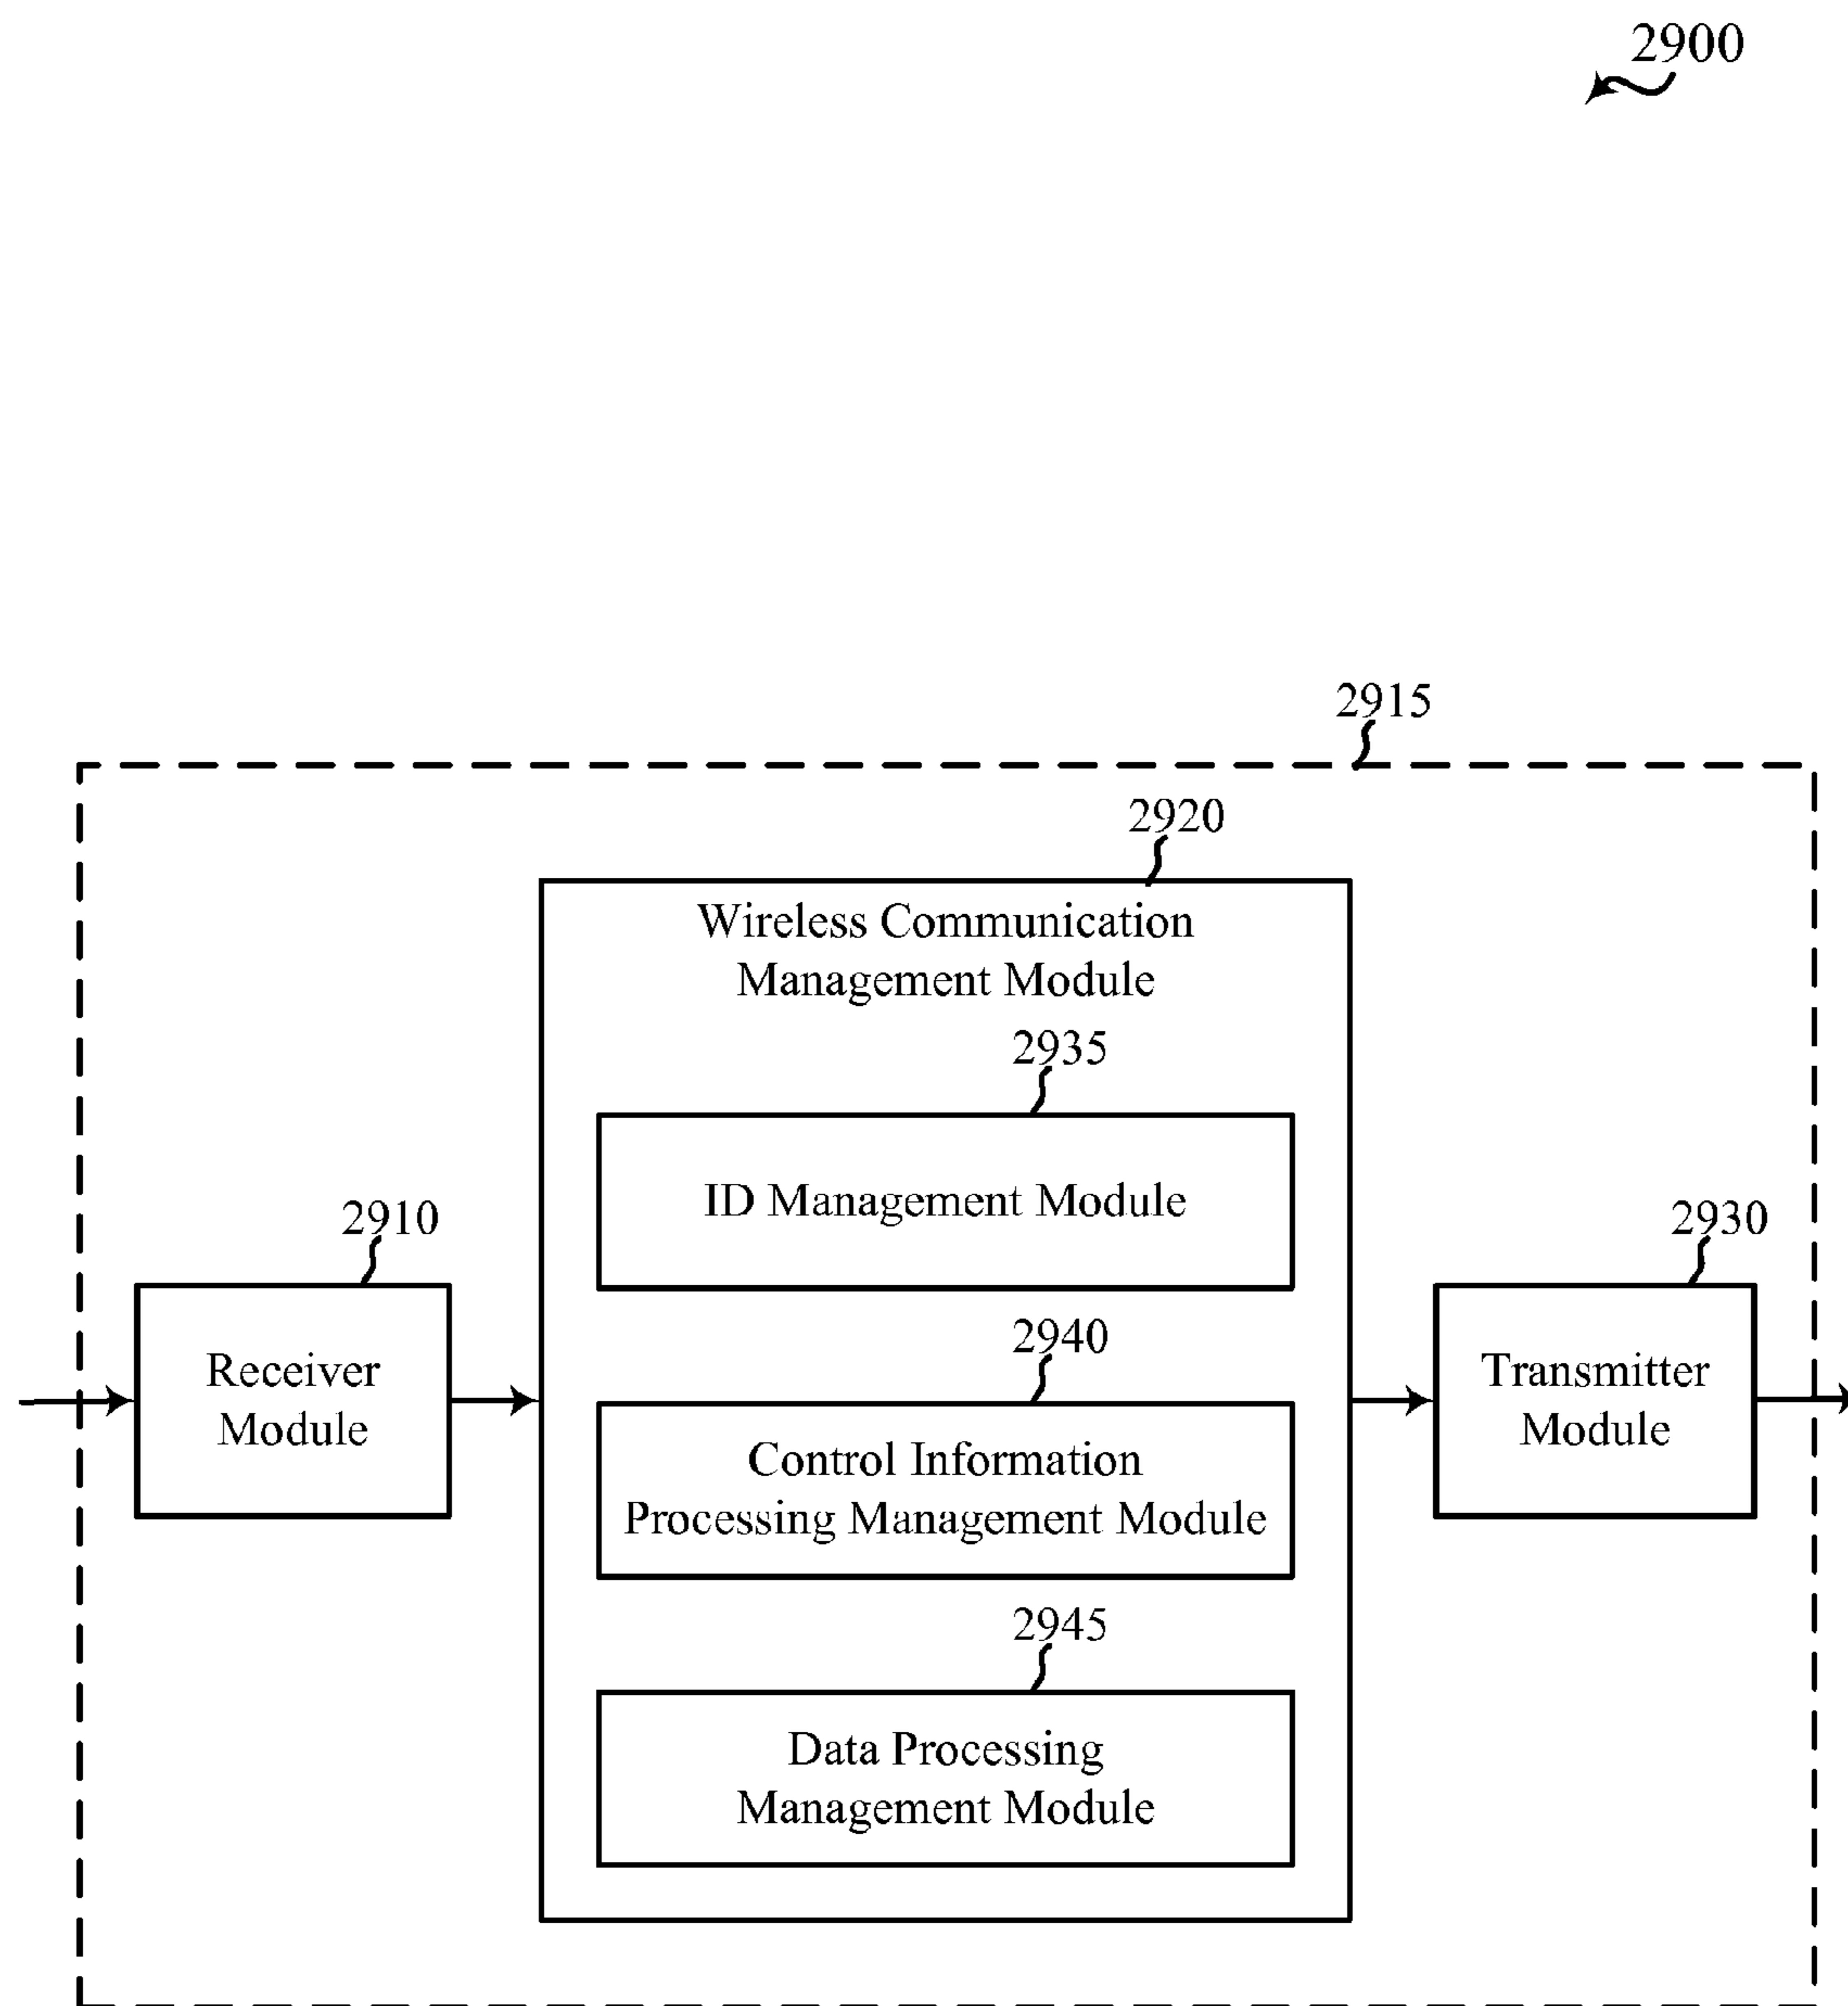 2900
2915
2920
Wireless Communication
Management Module
2935
ID Management Module
2910
Receiver
Module
2940
Control Information
Processing Management Module
2930
Transmitter
Module
2945
Data Processing
Management Module